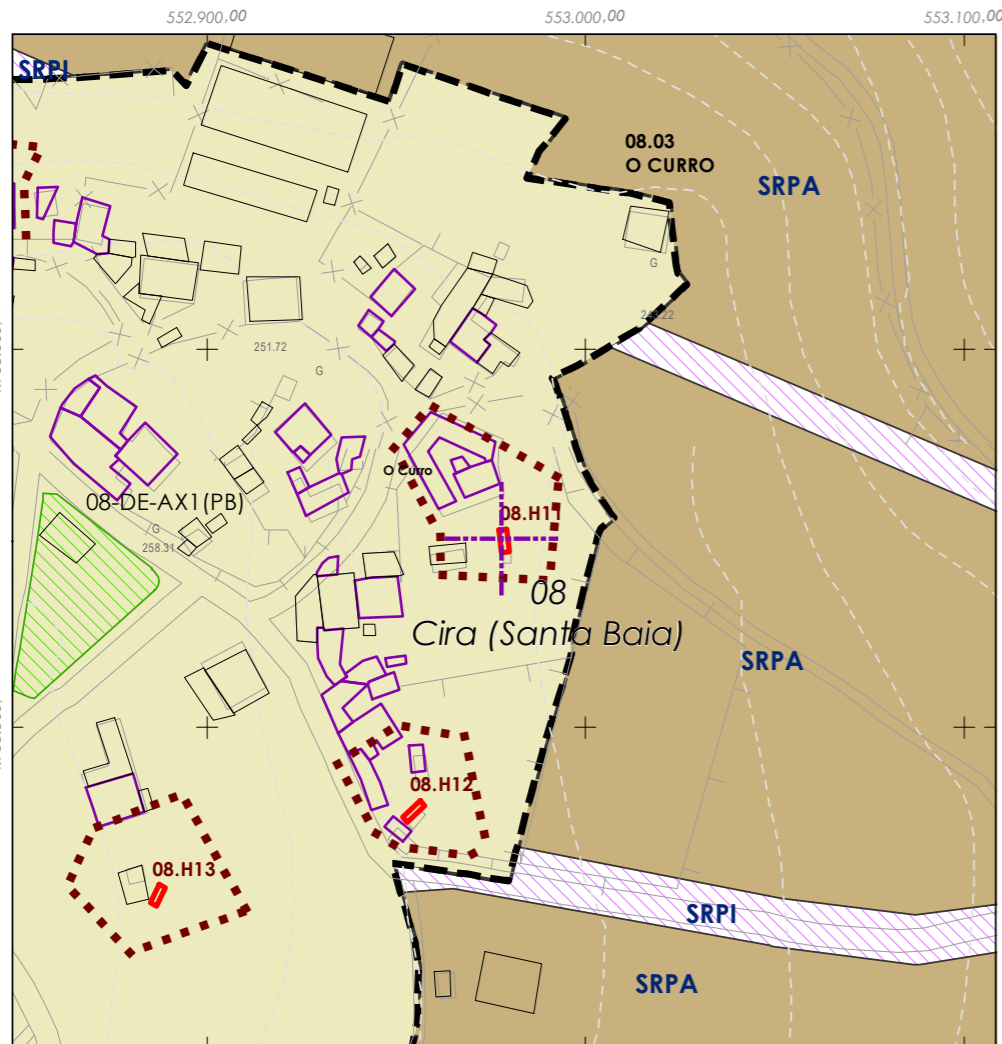 552.900,00
553.000,00
553.100,00
SRPI
08.03
O CURRO
SRPA
G
243.22
251.72
G
O Curro
08-DE-AX1(PB)
G
258.31
08.H11
08
Cira (Santa Baia)
SRPA
08.H12
08.H13
SRPI
SRPA